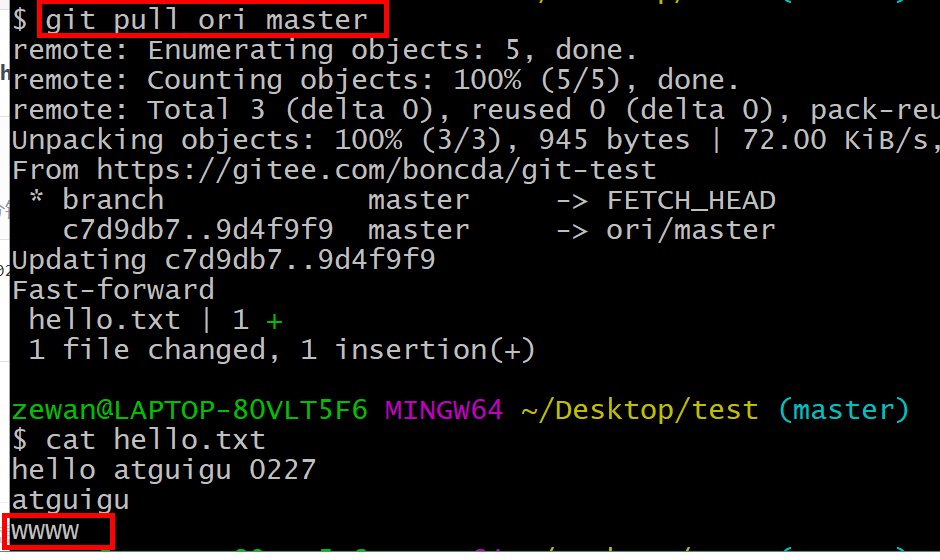 $ git pull ori master
remote: Enumerating objects: 5, done.
remote: Counting objects: 100% (5/5), done.
remote: Total 3 (delta 0), reused 0 (delta 0), pack-reu
Unpacking objects: 100% (3/3), 945 bytes | 72.00 KiB/s,
From https://gitee.com/boncda/git-test
 * branch            master     -> FETCH_HEAD
   c7d9db7..9d4f9f9  master     -> ori/master
Updating c7d9db7..9d4f9f9
Fast-forward
 hello.txt | 1 +
 1 file changed, 1 insertion(+)
zewan@LAPTOP-8OVLT5F6 MINGW64 ~/Desktop/test (master)
$ cat hello.txt
hello atguigu 0227
atguigu
wwww